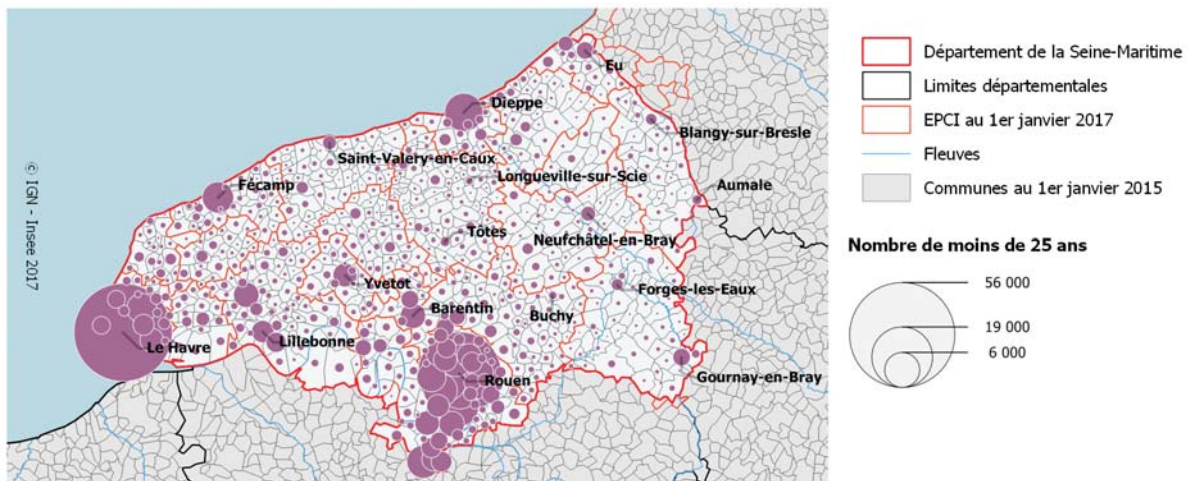 Eu
Dieppe
Blangy-sur-Bresle
Saint-Valery-en-Caux
Longueville-sur-Scie
Aumale
Fécamp
Tôtes
Neufchâtel-en-Bray
Yvetot
Forges-les-Eaux
Barentin
Buchy
Le Havre
Lillebonne
Rouen
Gournay-en-Bray
© IGN - Insee 2017
Département de la Seine-Maritime
Limites départementales
EPCI au 1er janvier 2017
Fleuves
Communes au 1er janvier 2015
Nombre de moins de 25 ans
56 000
19 000
6 000